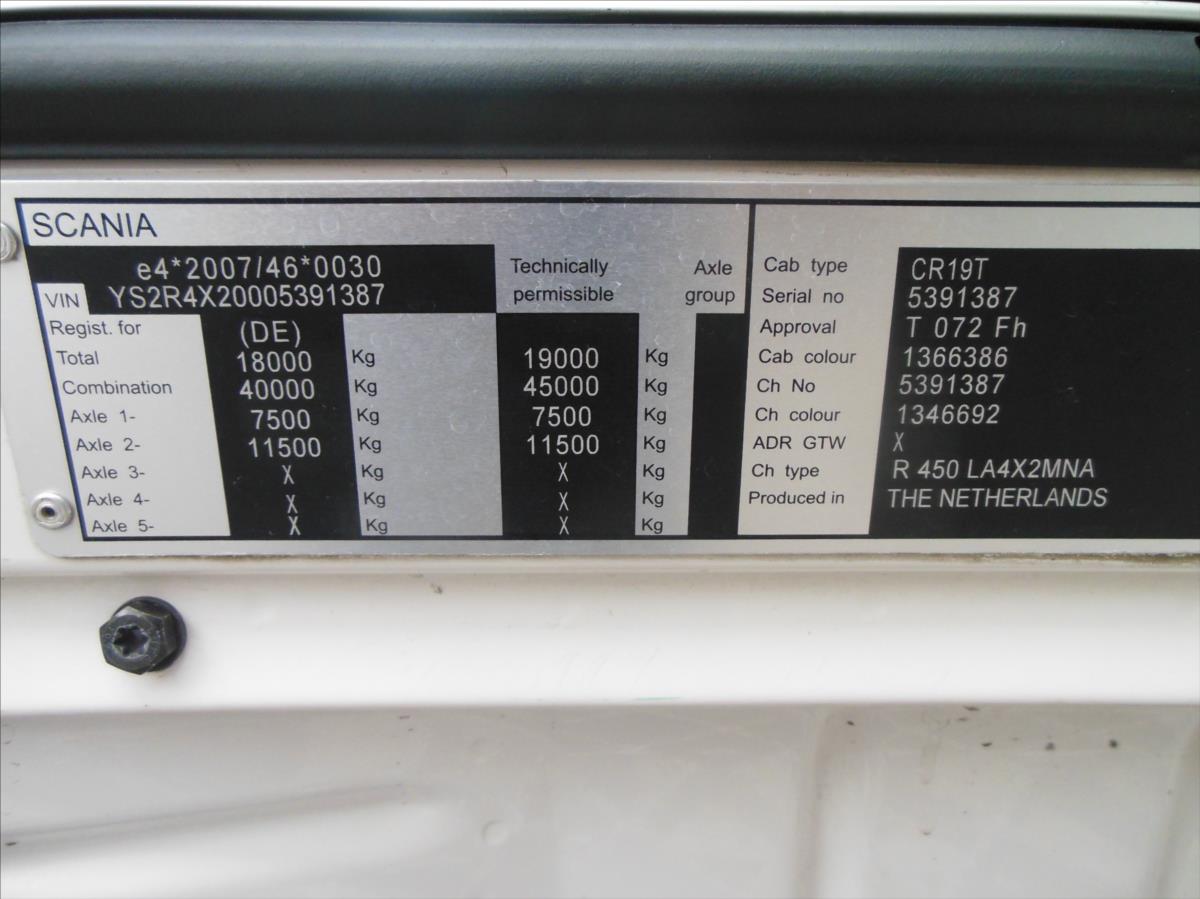 SCANIA
e4*2007/46*0030
VIN YS2R4X20005391387
Technically permissible
Axle group
Regist. for (DE)
Total 18000 Kg 19000 Kg
Combination 40000 Kg 45000 Kg
Axle 1- 7500 Kg 7500 Kg
Axle 2- 11500 Kg 11500 Kg
Axle 3- X Kg X Kg
Axle 4- X Kg X Kg
Axle 5- X Kg X Kg
Cab type CR19T
Serial no 5391387
Approval T 072 Fh
Cab colour 1366386
Ch No 5391387
Ch colour 1346692
ADR GTW X
Ch type R 450 LA4X2MNA
Produced in THE NETHERLANDS